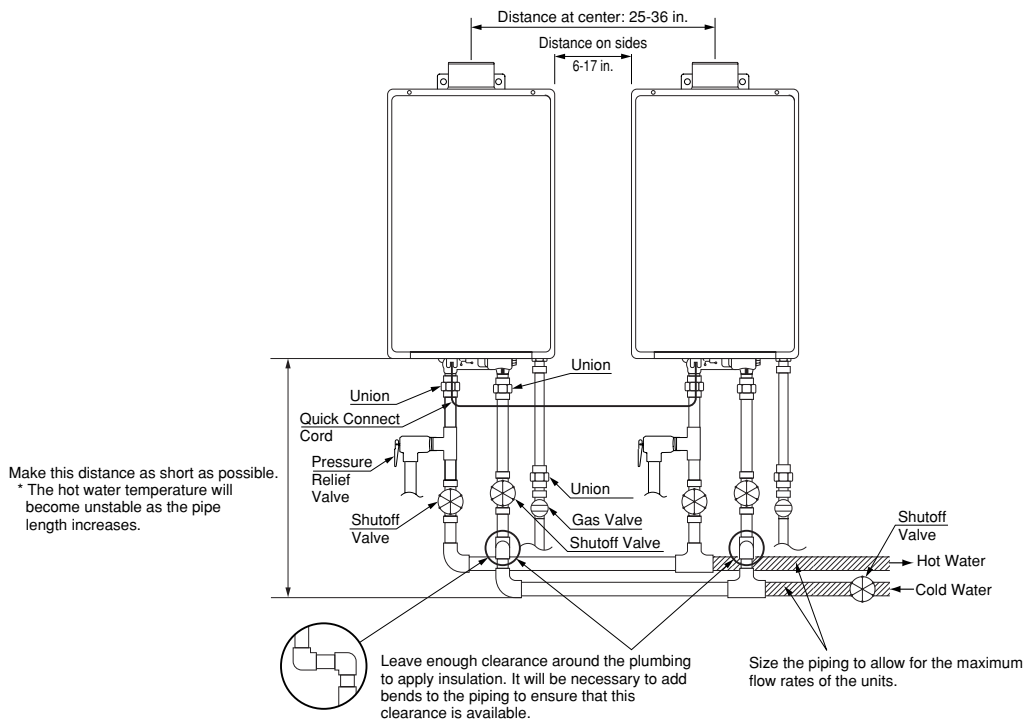 Distance at center: 25-36 in.
Distance on sides
6-17 in.
Union
Union
Quick Connect
Cord
Pressure
Relief
Valve
Make this distance as short as possible.
* The hot water temperature will
become unstable as the pipe
length increases.
Union
Shutoff
Valve
Gas Valve
Shutoff Valve
Shutoff
Valve
Hot Water
Cold Water
Leave enough clearance around the plumbing
to apply insulation. It will be necessary to add
bends to the piping to ensure that this
clearance is available.
Size the piping to allow for the maximum
flow rates of the units.